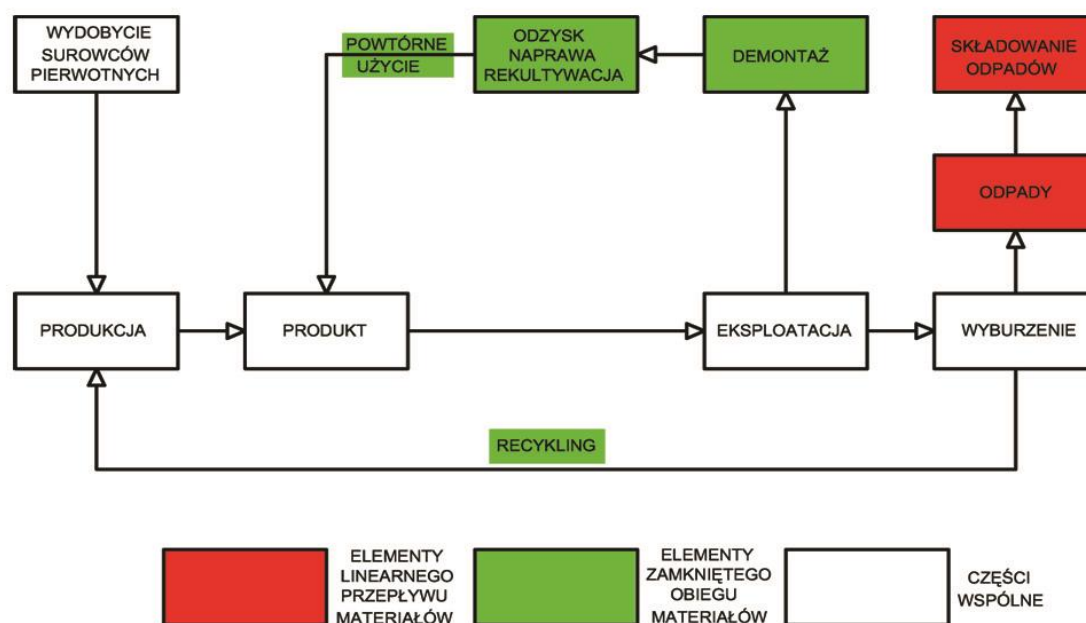 WYDOBYCIE
SUROWCÓW
PIERWOTNYCH
POWTÓRNE
UŻYCIE
ODZYSK
NAPRAWA
REKULTYWACJA
DEMONTAŻ
SKŁADOWANIE
ODPADÓW
ODPADY
PRODUKCJA
PRODUKT
EKSPLOATACJA
WYBURZENIE
RECYKLING
ELEMENTY
LINEARNEGO
PRZEPŁYWU
MATERIAŁÓW
ELEMENTY
ZAMKNIĘTEGO
OBIEGU
MATERIAŁÓW
CZĘŚCI
WSPÓLNE